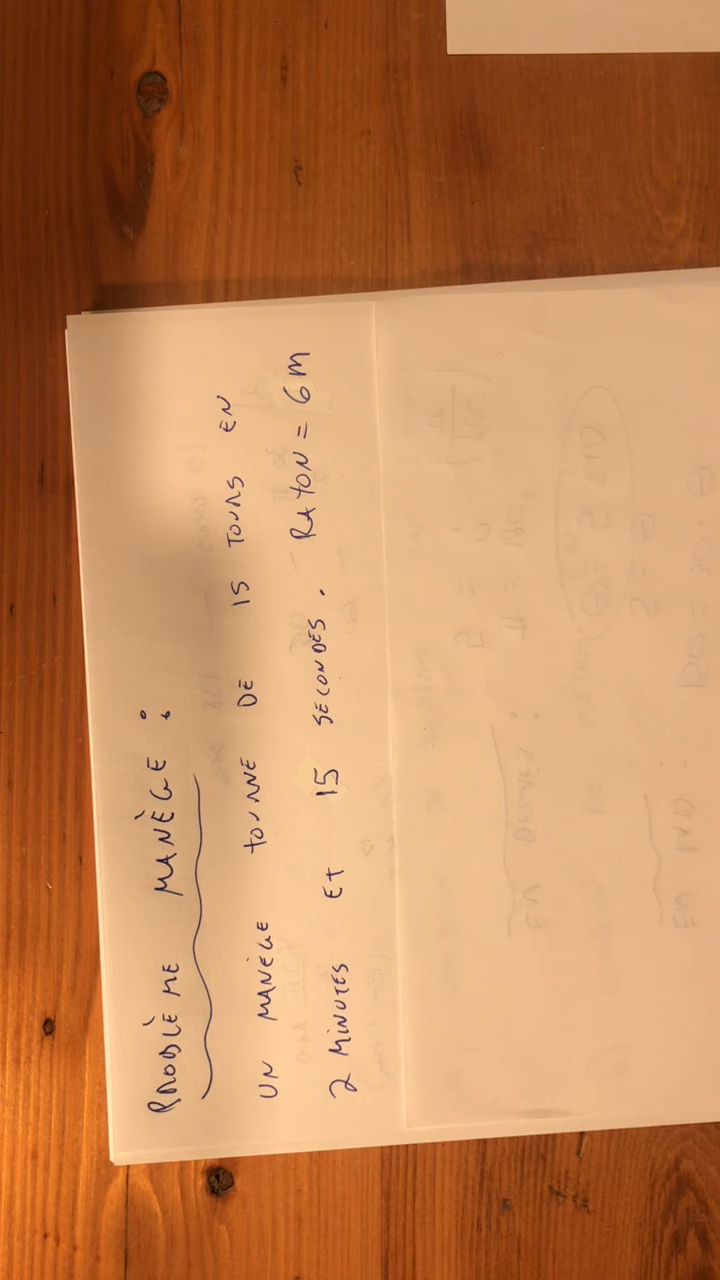 PROBLÈME MANÈGE :
UN MANÈGE tOURNE DE 15 TOURS EN
2 MINUTES Et 15 SECONDES. RAYON = 6M